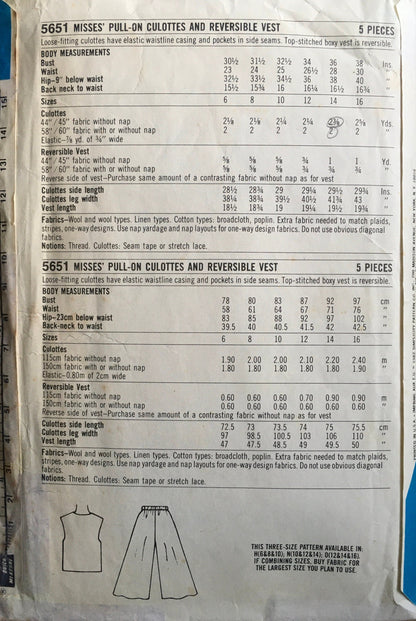 5651 MISSES' PULL-ON CULOTTES AND REVERSIBLE VEST 5 PIECES
Loose-fitting culottes have elastic waistline casing and pockets in side seams. Top-stitched boxy vest is reversible.
BODY MEASUREMENTS
Bust 30½ 31½ 32½ 34 36 38 Ins.
Waist 23 24 25 26½ 28 -30 "
Hip-9" below waist 32½ 33½ 34½ 36 38 40 "
Back neck to waist 15½ 15¾ 16 16¼ 16½ 16¾ "
Sizes 6 8 10 12 14 16
Culottes
44" /45" fabric without nap 2⅛ 2⅛ 2¼ 2¼ 2⅜ 2⅝ Yds.
58" /60" fabric with or without nap 2 2 2 2 2 2 "
Elastic-⅞ yd. of ¾" wide
Reversible Vest
44" /45" fabric without nap ⅝ ⅝ ⅝ ¾ 1 1 Yd.
58" /60" fabric without nap ⅝ ⅝ ⅝ ¾ ¾ ¾ "
Reverse side of vest-Purchase same amount of a contrasting fabric without nap as for vest
Culottes side length 28½ 28¾ 29 29¼ 29½ 29¾ Ins.
Culottes leg width 38¼ 38¾ 39½ 40½ 41¾ 43 "
Vest length 18½ 18¾ 19 19¼ 19½ 19¾ "
Fabrics-Wool and wool types. Linen types. Cotton types: broadcloth, poplin. Extra fabric needed to match plaids,
stripes, one-way designs. Use nap yardage and nap layouts for one-way design fabrics. Do not use obvious diagonal
fabrics.
Notions: Thread. Culottes: Seam tape or stretch lace.
5651 MISSES' PULL-ON CULOTTES AND REVERSIBLE VEST 5 PIECES
Loose-fitting culottes have elastic waistline casing and pockets in side seams. Top-stitched boxy vest is reversible.
BODY MEASUREMENTS
Bust 78 80 83 87 92 97 cm
Waist 58 61 64 67 71 76 "
Hip-23cm below waist 83 85 88 92 97 102 "
Back-neck to waist 39.5 40 40.5 41.5 42 42.5 "
Sizes 6 8 10 12 14 16
Culottes
115cm fabric without nap 1.90 2.00 2.00 2.10 2.20 2.40 m
150cm fabric with or without nap 1.80 1.80 1.80 1.80 1.80 1.90 "
Elastic-0.80m of 2cm wide
Reversible Vest
115cm fabric without nap 0.60 0.60 0.60 0.70 0.90 0.90 m
150cm fabric with or without nap 0.60 0.60 0.60 0.60 0.60 0.60 "
Reverse side of vest-Purchase same amount of a contrasting fabric without nap as for vest
Culottes side length 72.5 73 73.5 74 75 75.5 cm
Culottes leg width 97 98.5 100.5 103 106 110 "
Vest length 47 47.5 48.5 49 49.5 50 "
Fabrics-Wool and wool types. Linen types. Cotton types: broadcloth, poplin. Extra fabric needed to match plaids,
stripes, one-way designs. Use nap yardage and nap layouts for one-way design fabrics. Do not use obvious diagonal
fabrics.
Notions: Thread. Culottes: Seam tape or stretch lace.
THIS THREE-SIZE PATTERN AVAILABLE IN:
H(6&8&10); N(10&12&14); D(12&14&16)
IF COMBINING SIZES, BUY FABRIC FOR
THE LARGEST SIZE YOU PLAN TO USE.